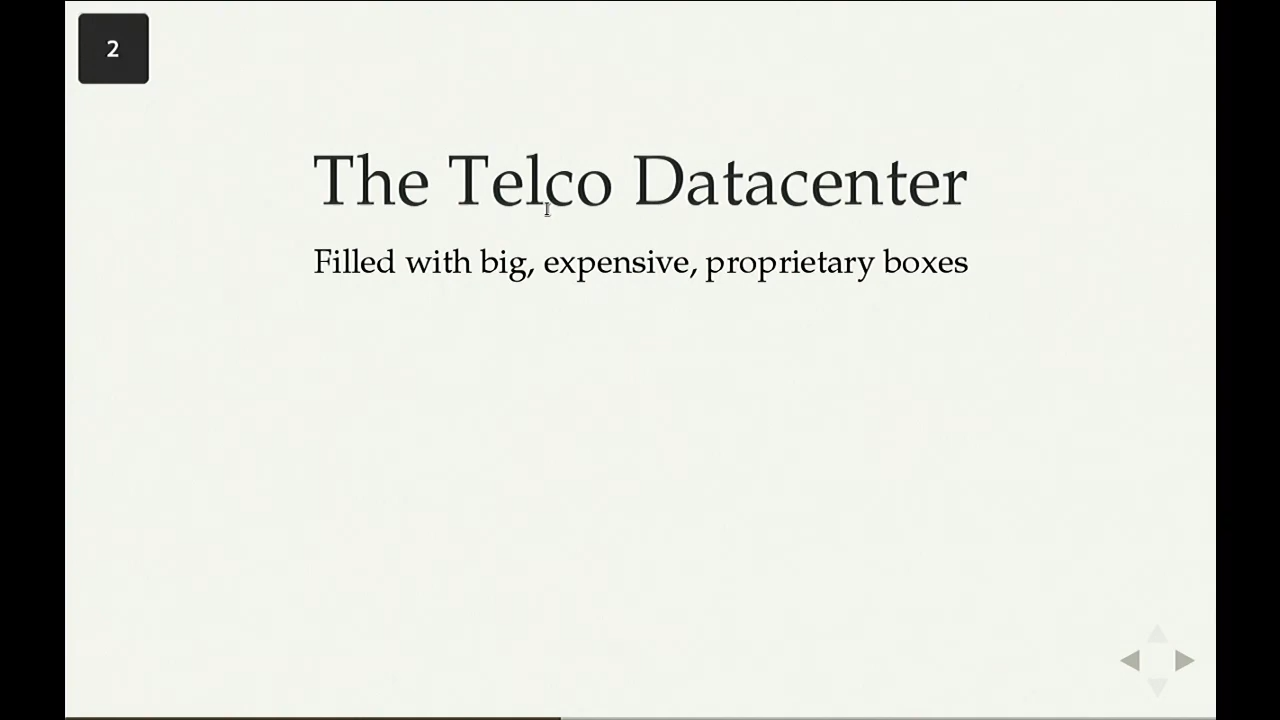 2
The Telco Datacenter
Filled with big, expensive, proprietary boxes